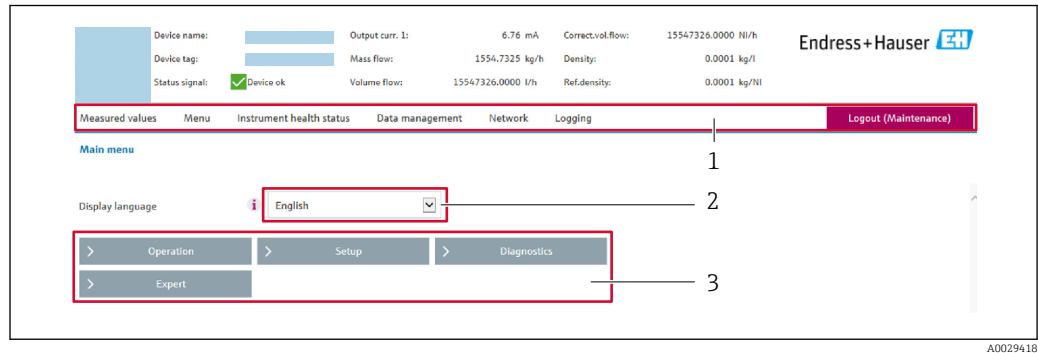 Device name: Output curr. 1: 6.76 mA Correct.vol.flow: 15547326.0000 Nl/h
Endress+Hauser EH
Device tag: Mass flow: 1554.7325 kg/h Density: 0.0001 kg/l
Status signal: Device ok Volume flow: 15547326.0000 l/h Ref.density: 0.0001 kg/Nl
Measured values Menu Instrument health status Data management Network Logging Logout (Maintenance)
1
Main menu
Display language i English 2
> Operation > Setup > Diagnostics
> Expert 3
A0029418